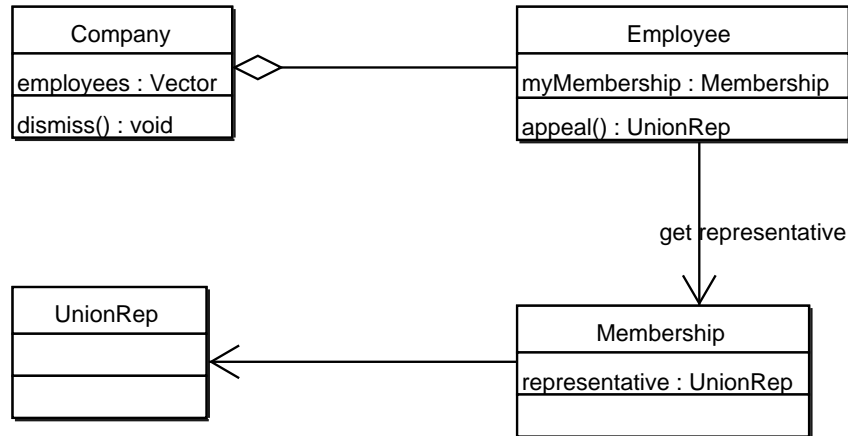 Company
employees : Vector
dismiss() : void
Employee
myMembership : Membership
appeal() : UnionRep
get representative
UnionRep
Membership
representative : UnionRep